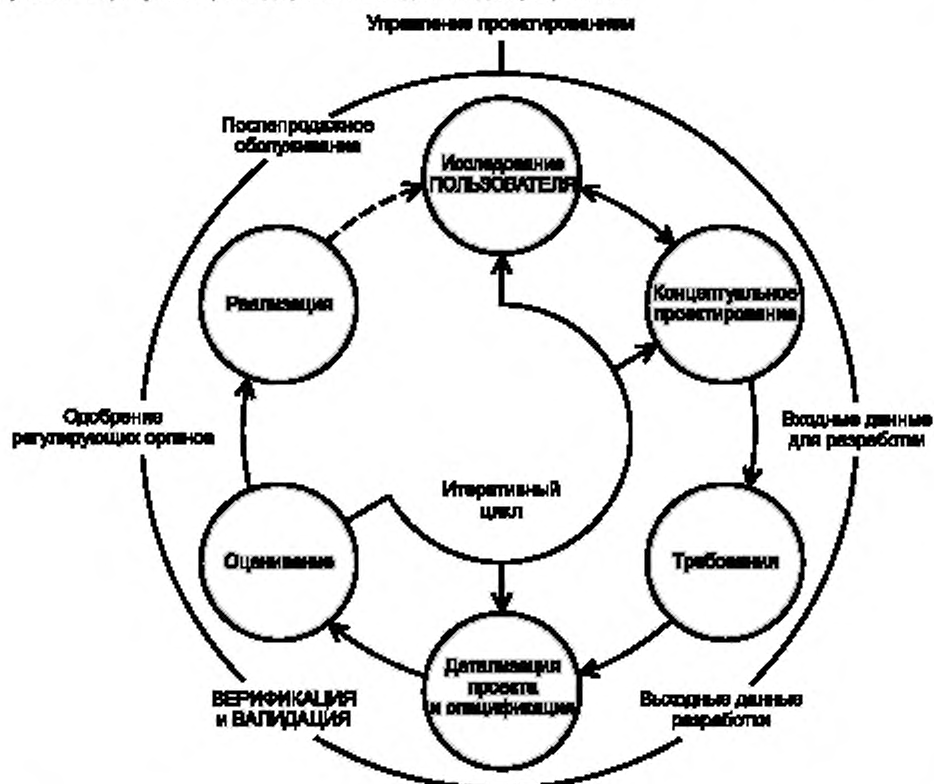 Управление проектированием
Послепродажное
обслуживание
Исследование
ПОЛЬЗОВАТЕЛЯ
Реализация
Концептуальное
проектирование
Одобрение
регулирующих органов
Входные данные
для разработки
Итеративный
цикл
Оценивание
Требования
Детализация
проекта
и спецификация
ВЕРИФИКАЦИЯ
и ВАЛИДАЦИЯ
Выходные данные
разработки